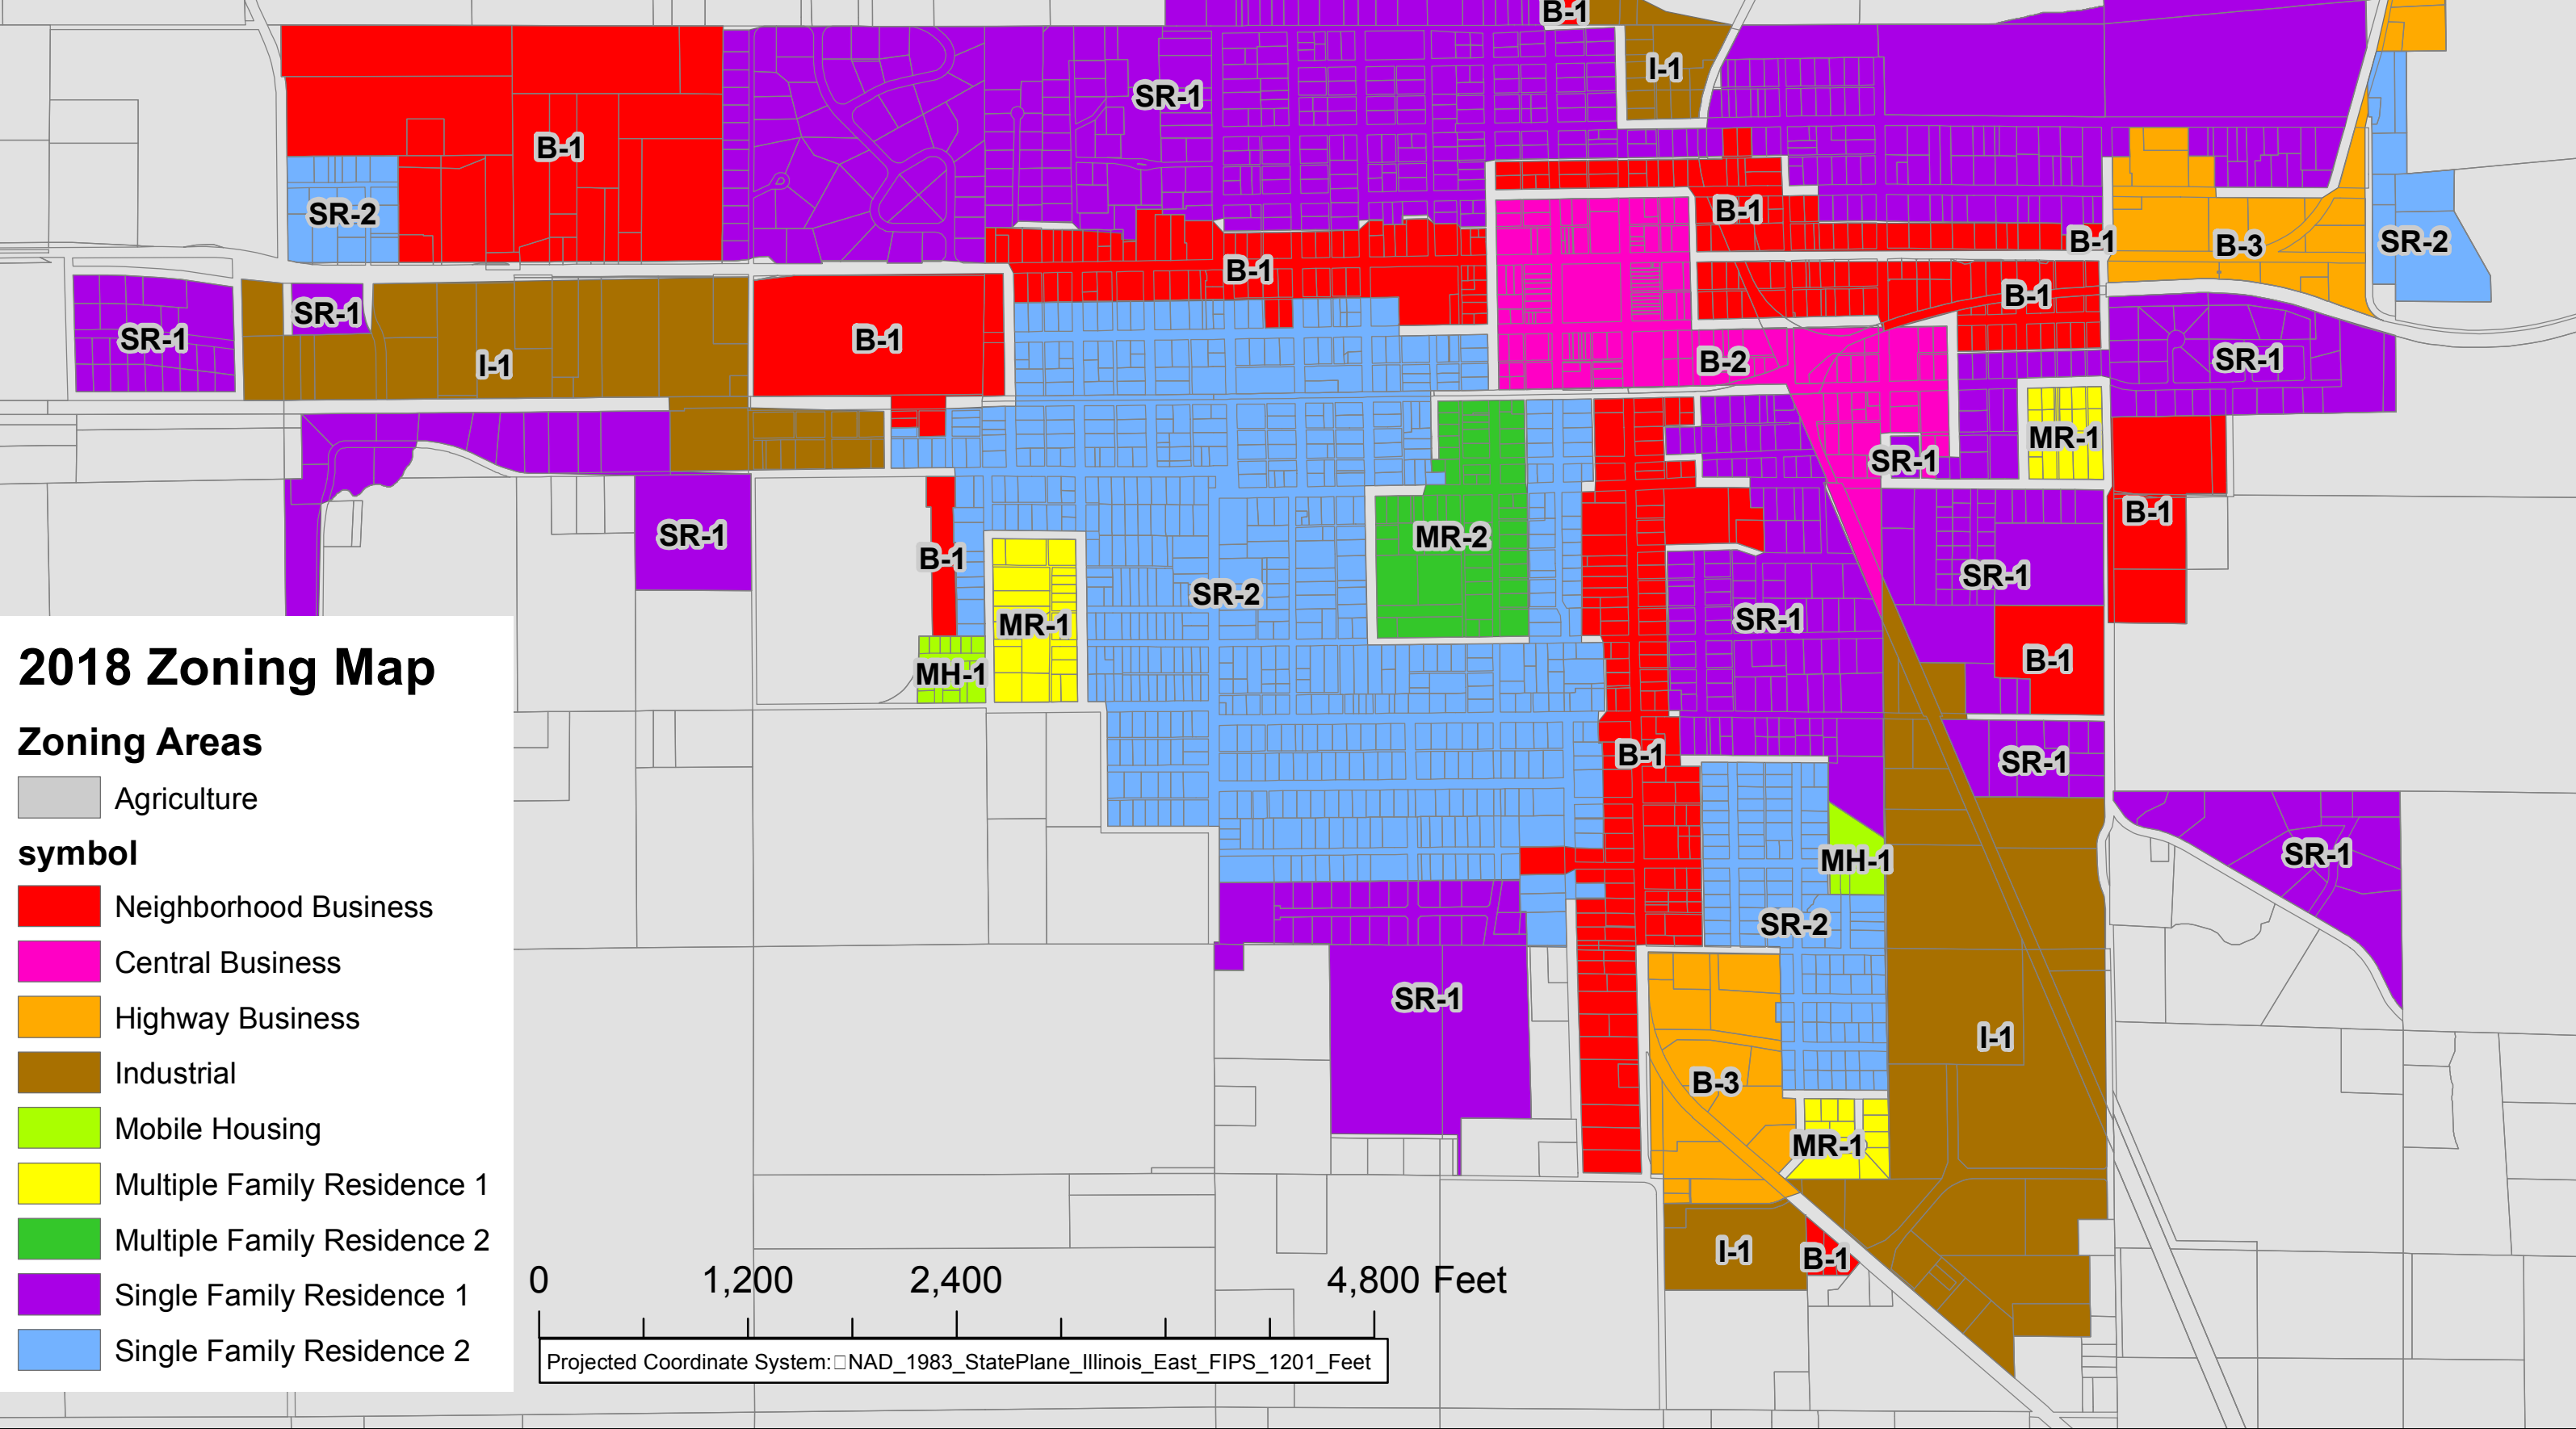 B-1
I-1
SR-1
B-1
SR-2
B-1
B-1
B-3
SR-2
B-1
B-1
SR-1
SR-1
B-1
I-1
B-2
SR-1
MR-1
SR-1
B-1
SR-1
MR-2
B-1
SR-1
SR-2
MR-1
SR-1
B-1
MH-1
B-1
SR-1
SR-1
MH-1
SR-2
SR-1
I-1
B-3
MR-1
I-1
B-1
2018 Zoning Map
Zoning Areas
Agriculture
symbol
Neighborhood Business
Central Business
Highway Business
Industrial
Mobile Housing
Multiple Family Residence 1
Multiple Family Residence 2
Single Family Residence 1
Single Family Residence 2
0 1,200 2,400 4,800 Feet
Projected Coordinate System:□NAD_1983_StatePlane_Illinois_East_FIPS_1201_Feet